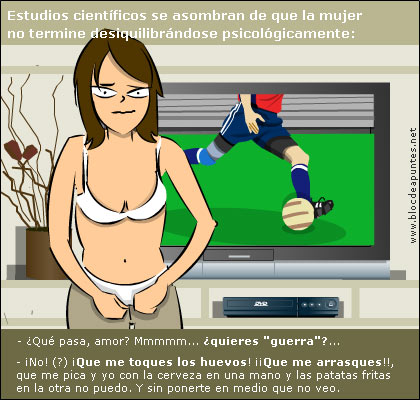 Estudios científicos se asombran de que la mujer
no termine desiquilibrándose psicológicamente:
www.blocdeapuntes.net
DVD
- ¿Qué pasa, amor? Mmmmm... ¿quieres "guerra"?...
- ¡No! (?) ¡Que me toques los huevos! ¡¡Que me arrasques!!,
que me pica y yo con la cerveza en una mano y las patatas fritas
en la otra no puedo. Y sin ponerte en medio que no veo.